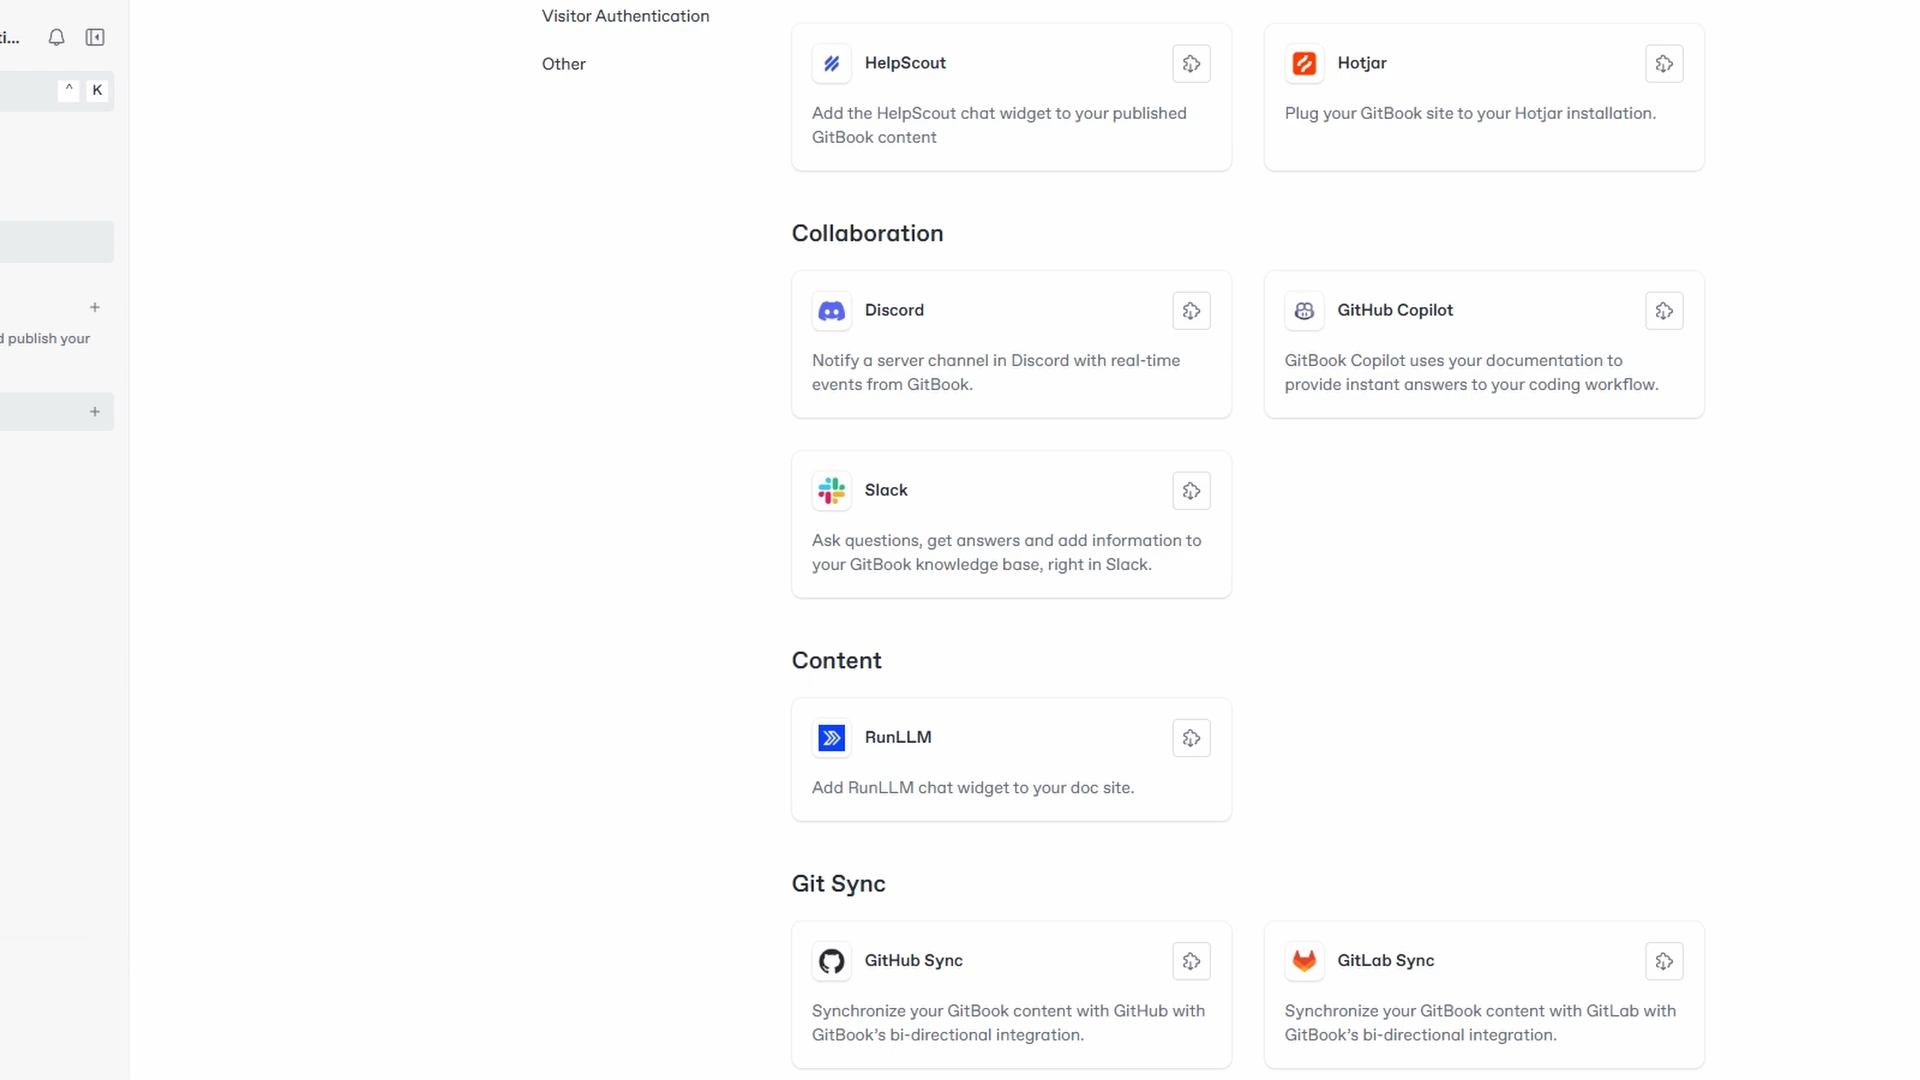 ti...
^ K
d publish your
Visitor Authentication
Other
HelpScout
Add the HelpScout chat widget to your published
GitBook content
Hotjar
Plug your GitBook site to your Hotjar installation.
Collaboration
Discord
Notify a server channel in Discord with real-time
events from GitBook.
GitHub Copilot
GitBook Copilot uses your documentation to
provide instant answers to your coding workflow.
Slack
Ask questions, get answers and add information to
your GitBook knowledge base, right in Slack.
Content
RunLLM
Add RunLLM chat widget to your doc site.
Git Sync
GitHub Sync
Synchronize your GitBook content with GitHub with
GitBook’s bi-directional integration.
GitLab Sync
Synchronize your GitBook content with GitLab with
GitBook’s bi-directional integration.